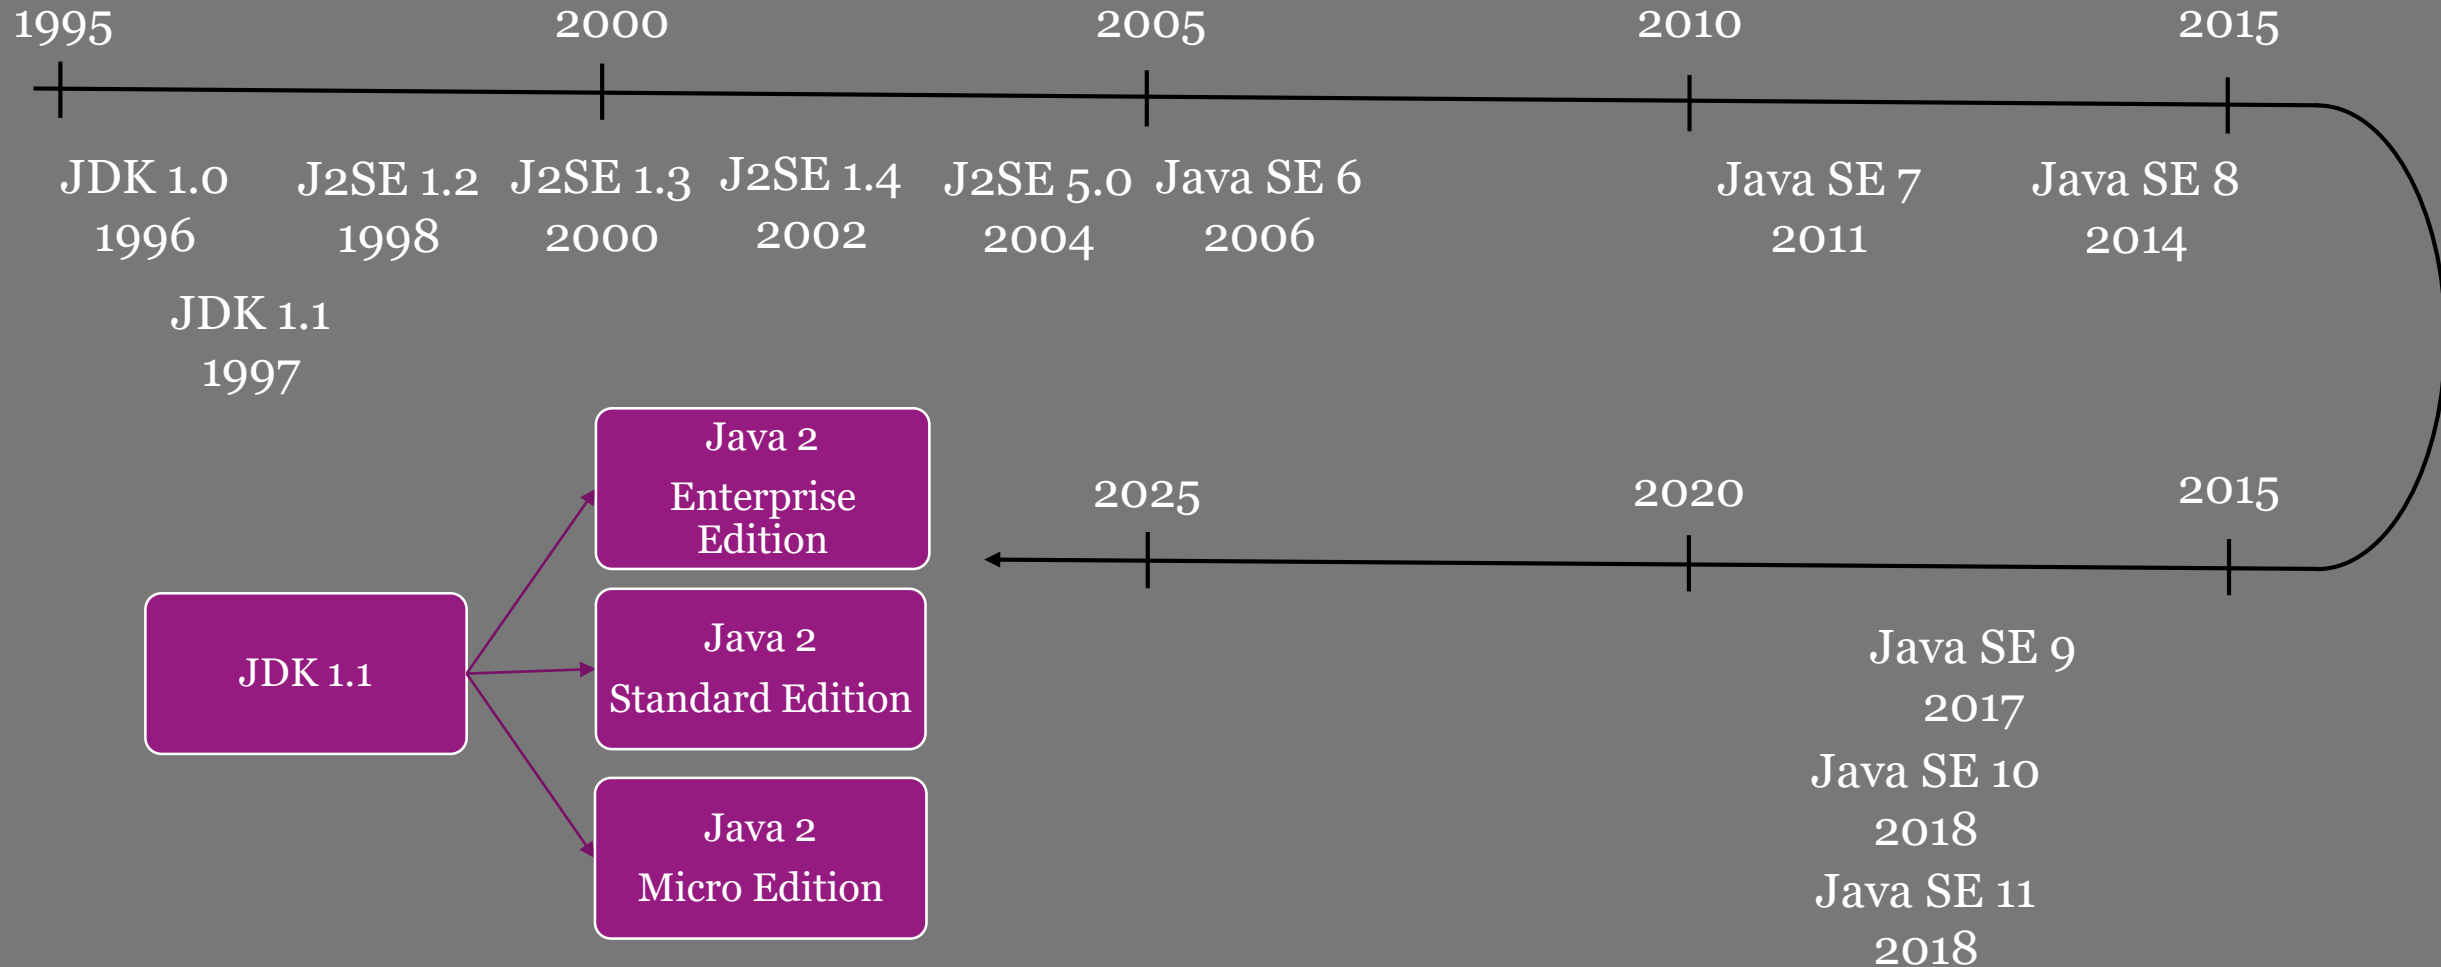 1995
2000
2005
2010
2015
JDK 1.0
1996
J2SE 1.2
1998
J2SE 1.3
2000
J2SE 1.4
2002
J2SE 5.0
2004
Java SE 6
2006
Java SE 7
2011
Java SE 8
2014
JDK 1.1
1997
2025
2020
2015
Java SE 9
2017
Java SE 10
2018
Java SE 11
2018
JDK 1.1
Java 2
Enterprise
Edition
Java 2
Standard Edition
Java 2
Micro Edition